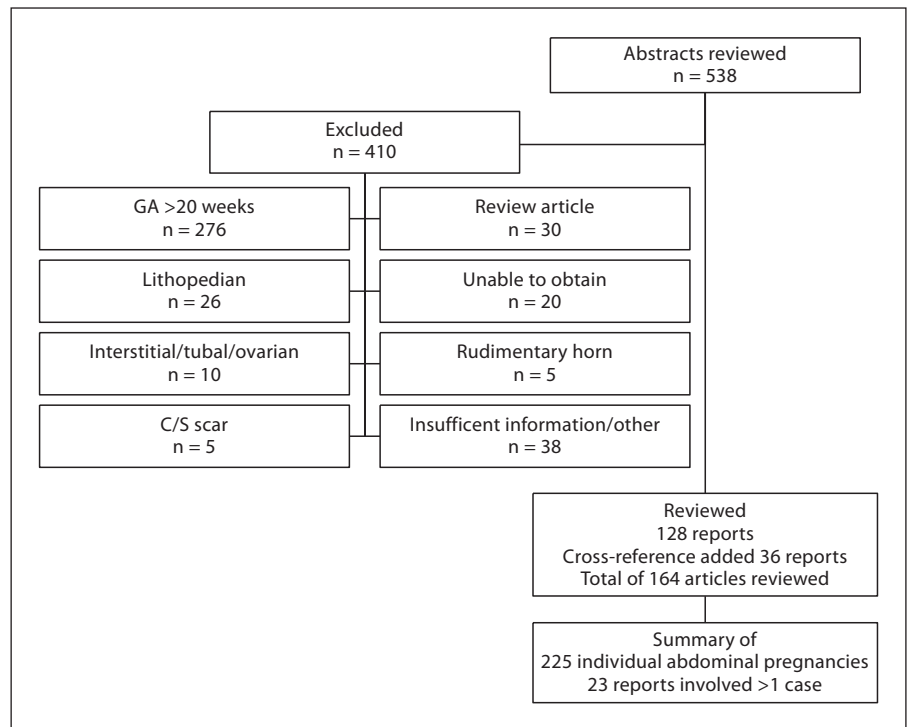 Abstracts reviewed
n = 538
Excluded
n = 410
GA >20 weeks
n = 276
Review article
n = 30
Lithopedian
n = 26
Unable to obtain
n = 20
Interstitial/tubal/ovarian
n = 10
Rudimentary horn
n = 5
C/S scar
n = 5
Insufficent information/other
n = 38
Reviewed
128 reports
Cross-reference added 36 reports
Total of 164 articles reviewed
Summary of
225 individual abdominal pregnancies
23 reports involved >1 case